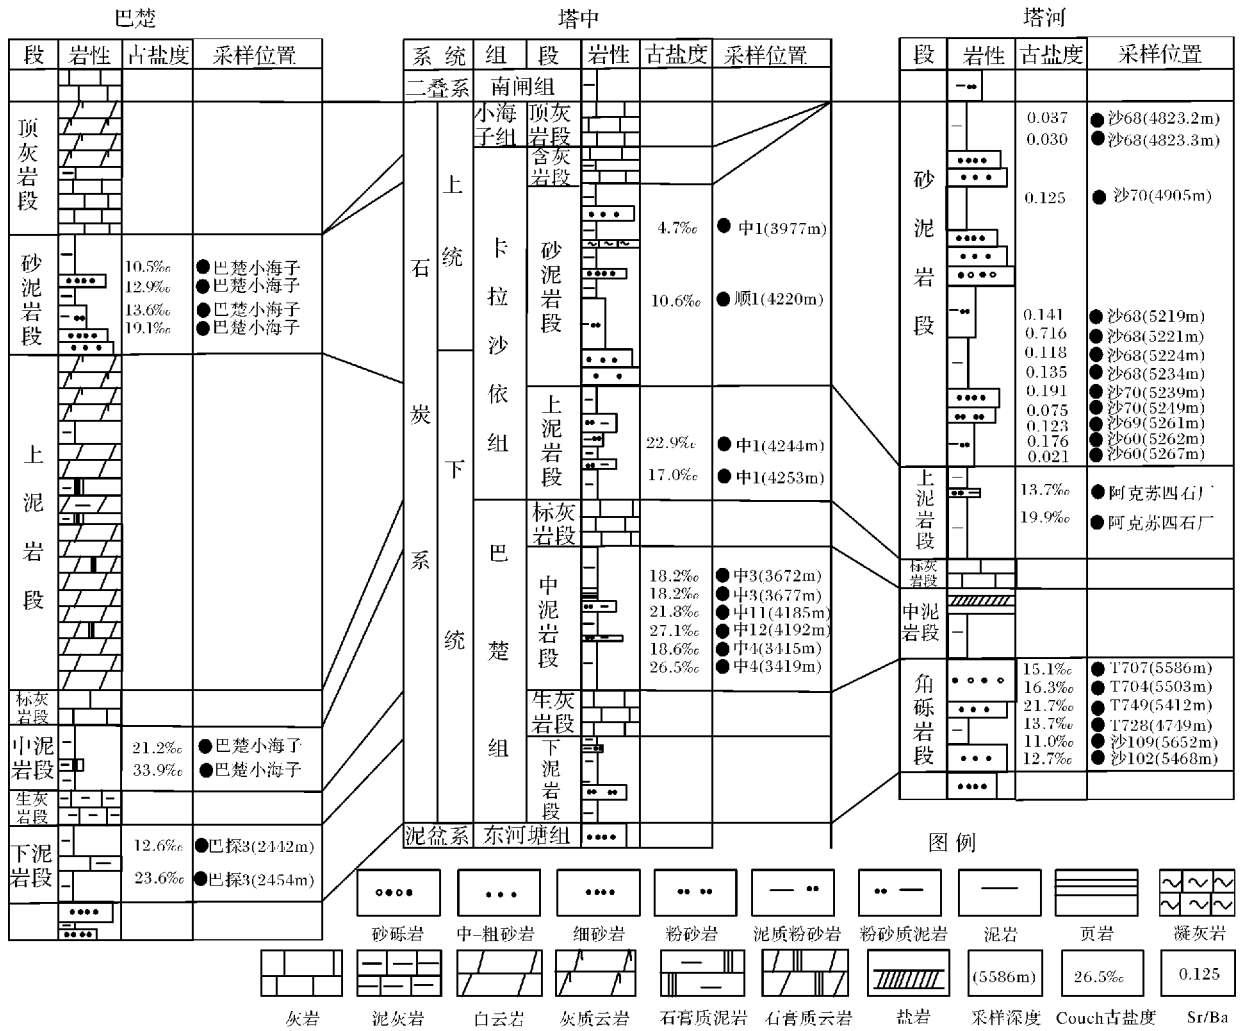 巴楚
塔中
塔河
段 岩性 古盐度 采样位置
系 统 组 段 岩性 古盐度 采样位置
段 岩性 古盐度 采样位置
顶灰岩段
砂泥岩段
10.5‰ 巴楚小海子
12.9‰ 巴楚小海子
13.6‰ 巴楚小海子
19.1‰ 巴楚小海子
上泥岩段
标灰岩段
中泥岩段
21.2‰ 巴楚小海子
33.9‰ 巴楚小海子
生灰岩段
下泥岩段
12.6‰ 巴探3(2442m)
23.6‰ 巴探3(2454m)
二叠系 南闸组
石炭系
上统
下统
小海子组
顶灰岩段
卡拉沙依组
含灰岩段
砂泥岩段
4.7‰ 中1(3977m)
10.6‰ 顺1(4220m)
上泥岩段
22.9‰ 中1(4244m)
17.0‰ 中1(4253m)
巴楚组
标灰岩段
中泥岩段
18.2‰ 中3(3672m)
18.2‰ 中3(3677m)
21.8‰ 中11(4185m)
27.1‰ 中12(4192m)
18.6‰ 中4(3415m)
26.5‰ 中4(3419m)
生灰岩段
下泥岩段
泥盆系 东河塘组
砂泥岩段
0.037 沙68(4823.2m)
0.030 沙68(4823.3m)
0.125 沙70(4905m)
0.141 沙68(5219m)
0.716 沙68(5221m)
0.118 沙68(5224m)
0.135 沙68(5234m)
0.191 沙70(5239m)
0.075 沙70(5249m)
0.123 沙69(5261m)
0.176 沙60(5262m)
0.021 沙60(5267m)
上泥岩段
13.7‰ 阿克苏四石厂
19.9‰ 阿克苏四石厂
标灰岩段
中泥岩段
角砾岩段
15.1‰ T707(5586m)
16.3‰ T704(5503m)
21.7‰ T749(5412m)
13.7‰ T728(4749m)
11.0‰ 沙109(5652m)
12.7‰ 沙102(5468m)
图 例
砂砾岩 中-粗砂岩 细砂岩 粉砂岩 泥质粉砂岩 粉砂质泥岩 泥岩 页岩 凝灰岩
(5586m) 26.5‰ 0.125
灰岩 泥灰岩 白云岩 灰质云岩 石膏质泥岩 石膏质云岩 盐岩 采样深度 Couch古盐度 Sr/Ba